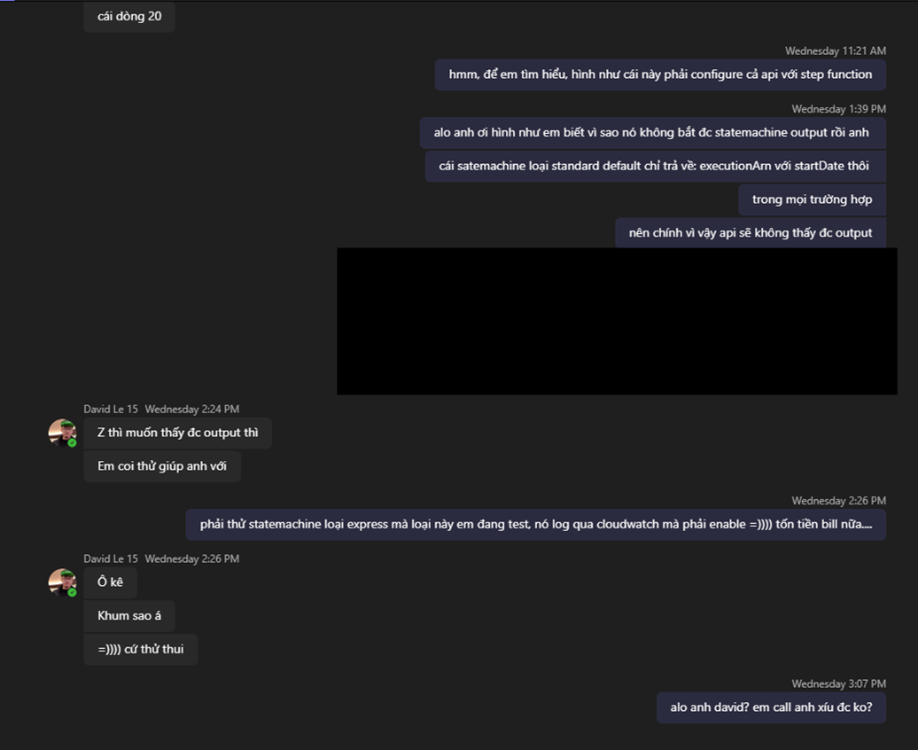 cái dòng 20
Wednesday 11:21 AM
hmm, để em tìm hiểu, hình như cái này phải configure cả api với step function
Wednesday 1:39 PM
alo anh ơi hình như em biết vì sao nó không bắt đc statemachine output rồi anh
cái satemachine loại standard default chỉ trả về: executionArn với startDate thôi
trong mọi trường hợp
nên chính vì vậy api sẽ không thấy đc output
David Le 15 Wednesday 2:24 PM
Z thì muốn thấy đc output thì
Em coi thử giúp anh với
Wednesday 2:26 PM
phải thử statemachine loại express mà loại này em đang test, nó log qua cloudwatch mà phải enable =)))) tốn tiền bill nữa....
David Le 15 Wednesday 2:26 PM
Ô kê
Khum sao á
=)))) cứ thử thui
Wednesday 3:07 PM
alo anh david? em call anh xíu đc ko?